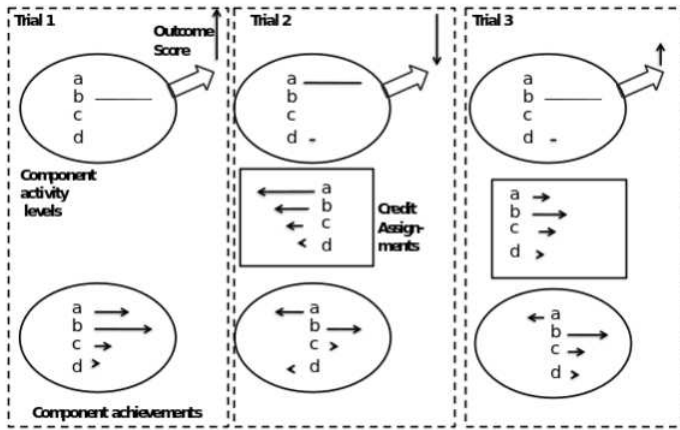 Trial 1
Outcome
Score
a
b
c
d
Component
activity
levels
a
b
c
d
Component achievements
Trial 2
a
b
c
d
a
b
c
d
Credit
Assign-
ments
a
b
c
d
Trial 3
a
b
c
d
a
b
c
d
a
b
c
d